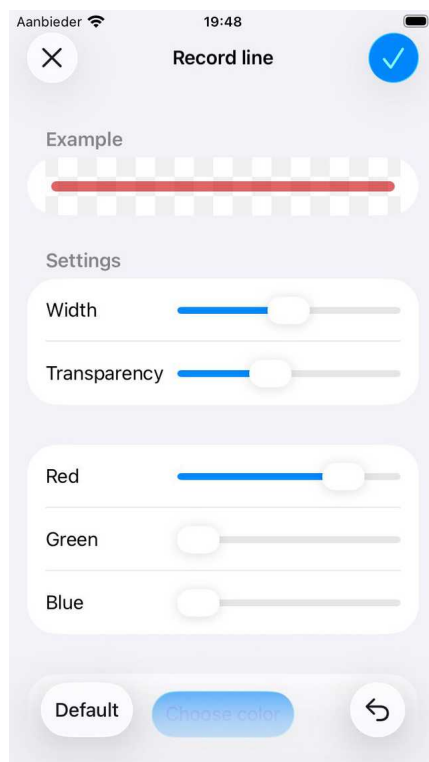 Aanbieder 19:48
Record line
Example
Settings
Width
Transparency
Red
Green
Blue
Default Choose color